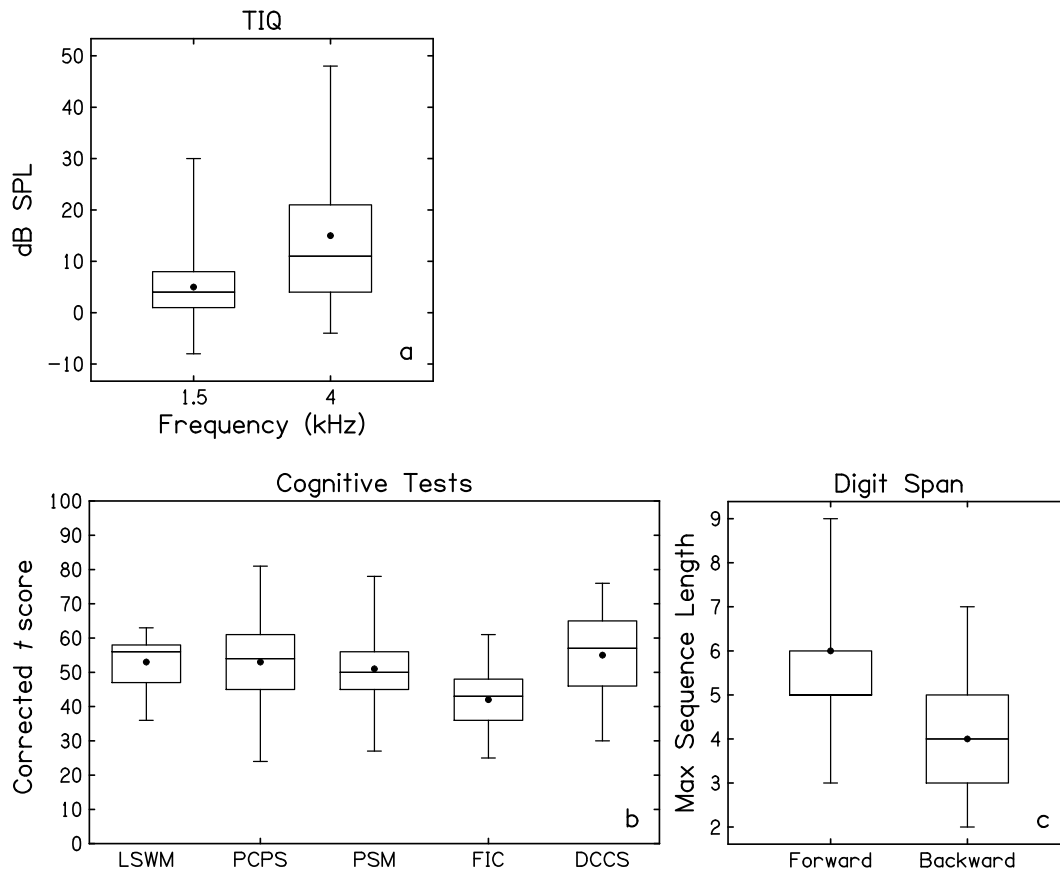 TIQ
50
40
30
20
10
0
−10
dB SPL
a
1.5 4
Frequency (kHz)
Cognitive Tests
100
90
80
70
60
50
40
30
20
10
0
Corrected t score
b
LSWM PCPS PSM FIC DCCS
Digit Span
9
8
7
6
5
4
3
2
Max Sequence Length
c
Forward Backward